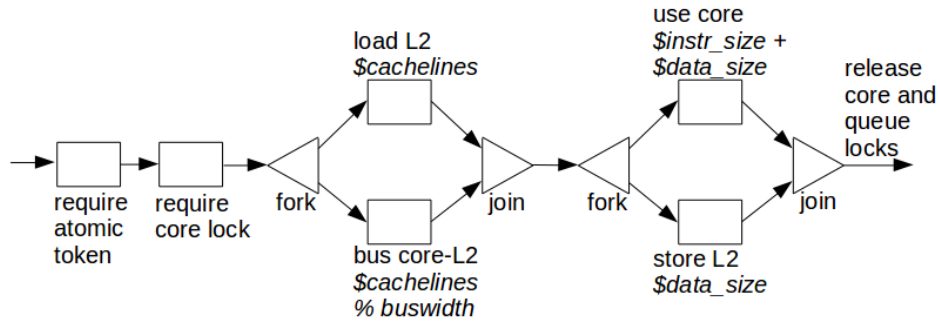 require
atomic
token
require
core lock
fork
load L2
$cachelines
bus core-L2
$cachelines
% buswidth
join
fork
use core
$instr_size +
$data_size
store L2
$data_size
join
release
core and
queue
locks